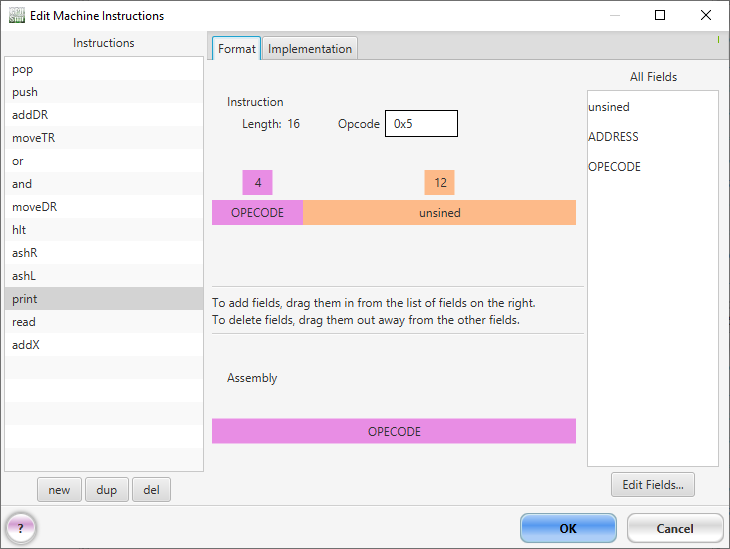 Edit Machine Instructions
Instructions
pop
push
addDR
moveTR
or
and
moveDR
hlt
ashR
ashL
print
read
addX
new dup del
Format Implementation
Instruction
Length: 16 Opcode 0x5
4 12
OPECODE unsined
To add fields, drag them in from the list of fields on the right.
To delete fields, drag them out away from the other fields.
Assembly
OPECODE
All Fields
unsined
ADDRESS
OPECODE
Edit Fields...
?
OK Cancel